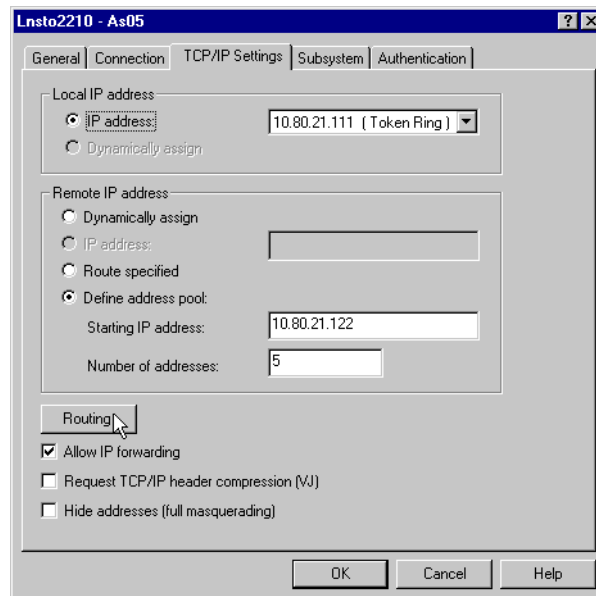 Lnsto2210 - As05
General Connection TCP/IP Settings Subsystem Authentication
Local IP address
IP address: 10.80.21.111 ( Token Ring )
Dynamically assign
Remote IP address
Dynamically assign
IP address:
Route specified
Define address pool:
Starting IP address: 10.80.21.122
Number of addresses: 5
Routing
Allow IP forwarding
Request TCP/IP header compression (VJ)
Hide addresses (full masquerading)
OK Cancel Help